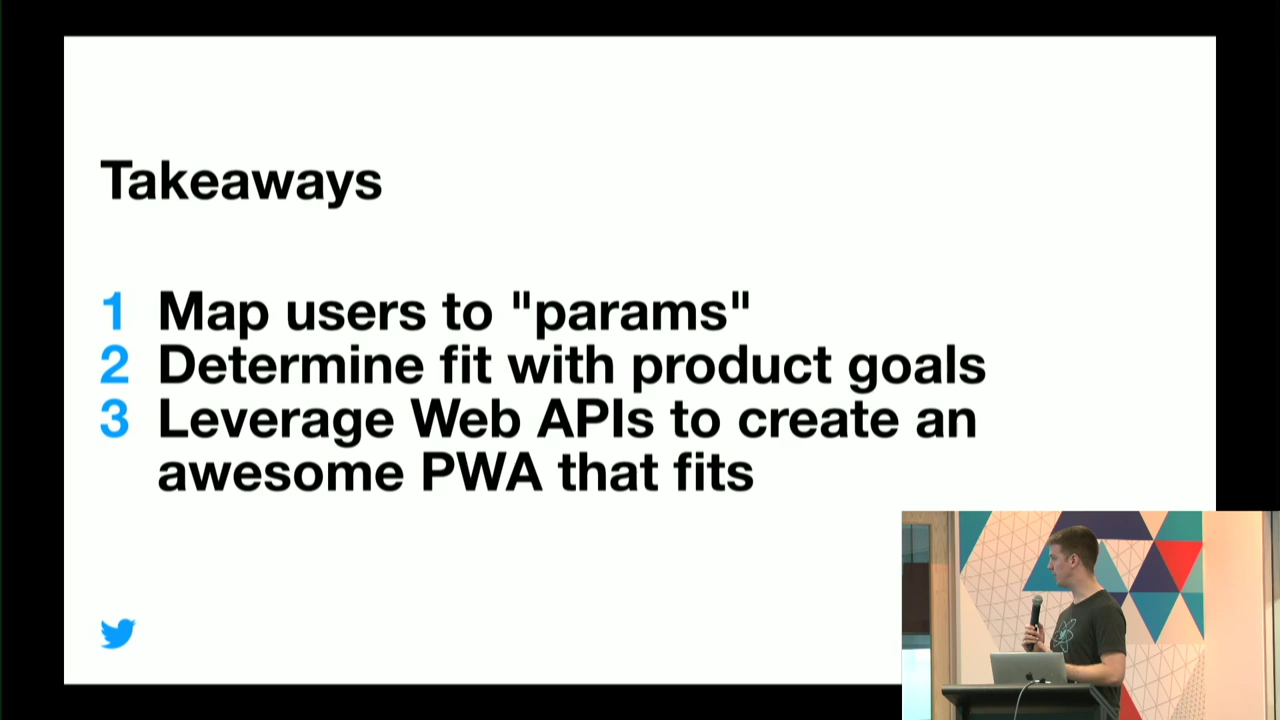 Takeaways
1 Map users to "params"
2 Determine fit with product goals
3 Leverage Web APIs to create an
awesome PWA that fits